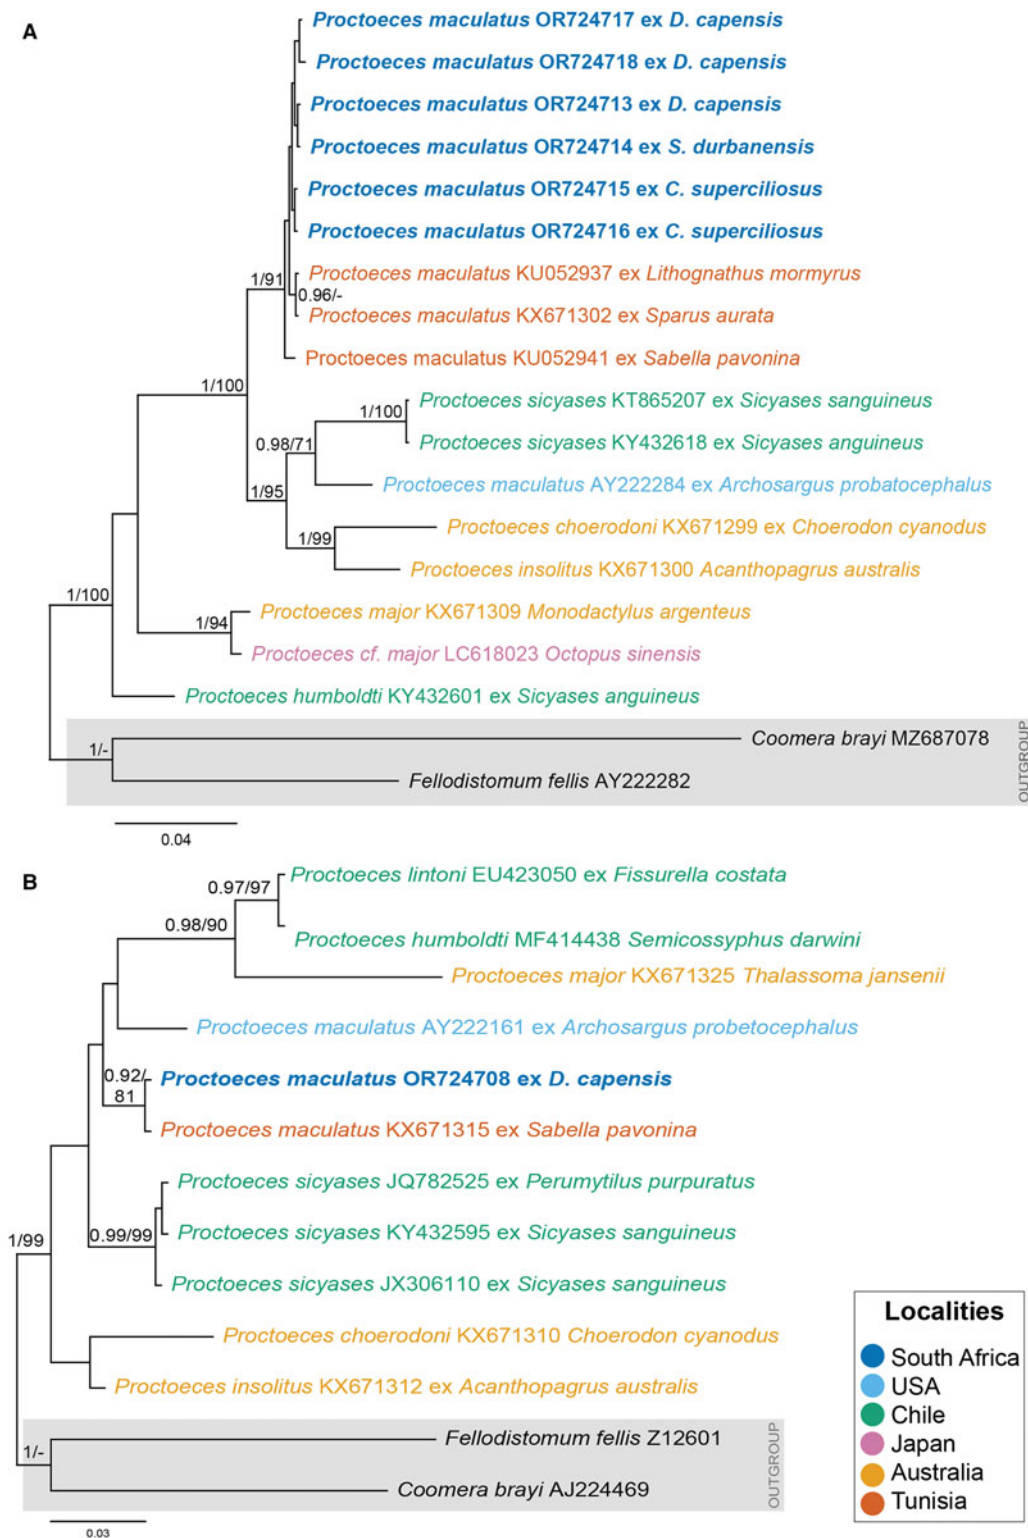 A
Proctoeces maculatus OR724717 ex D. capensis
Proctoeces maculatus OR724718 ex D. capensis
Proctoeces maculatus OR724713 ex D. capensis
Proctoeces maculatus OR724714 ex S. durbanensis
Proctoeces maculatus OR724715 ex C. superciliosus
Proctoeces maculatus OR724716 ex C. superciliosus
Proctoeces maculatus KU052937 ex Lithognathus mormyrus
1/91
0.96/-
Proctoeces maculatus KX671302 ex Sparus aurata
Proctoeces maculatus KU052941 ex Sabella pavonina
1/100
Proctoeces sicyases KT865207 ex Sicyases sanguineus
1/100
Proctoeces sicyases KY432618 ex Sicyases anguineus
0.98/71
Proctoeces maculatus AY222284 ex Archosargus probatocephalus
1/95
Proctoeces choerodoni KX671299 ex Choerodon cyanodus
1/99
Proctoeces insolitus KX671300 Acanthopagrus australis
1/100
Proctoeces major KX671309 Monodactylus argenteus
1/94
Proctoeces cf. major LC618023 Octopus sinensis
Proctoeces humboldti KY432601 ex Sicyases anguineus
Coomera brayi MZ687078
1/-
Fellodistomum fellis AY222282
OUTGROUP
0.04
B
Proctoeces lintoni EU423050 ex Fissurella costata
0.97/97
0.98/90
Proctoeces humboldti MF414438 Semicossyphus darwini
Proctoeces major KX671325 Thalassoma jansenii
Proctoeces maculatus AY222161 ex Archosargus probetocephalus
0.92/
81
Proctoeces maculatus OR724708 ex D. capensis
Proctoeces maculatus KX671315 ex Sabella pavonina
Proctoeces sicyases JQ782525 ex Perumytilus purpuratus
Proctoeces sicyases KY432595 ex Sicyases sanguineus
0.99/99
1/99
Proctoeces sicyases JX306110 ex Sicyases sanguineus
Proctoeces choerodoni KX671310 Choerodon cyanodus
Proctoeces insolitus KX671312 ex Acanthopagrus australis
Fellodistomum fellis Z12601
1/-
Coomera brayi AJ224469
OUTGROUP
0.03
Localities
South Africa
USA
Chile
Japan
Australia
Tunisia